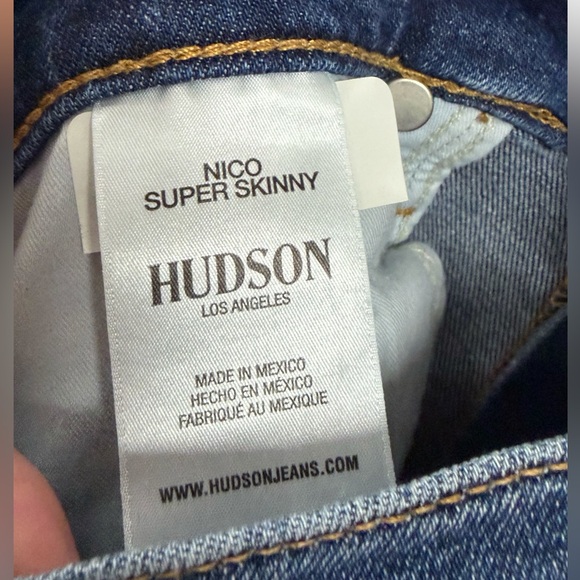 NICO
SUPER SKINNY
HUDSON
LOS ANGELES
MADE IN MEXICO
HECHO EN MÉXICO
FABRIQUÉ AU MEXIQUE
WWW.HUDSONJEANS.COM